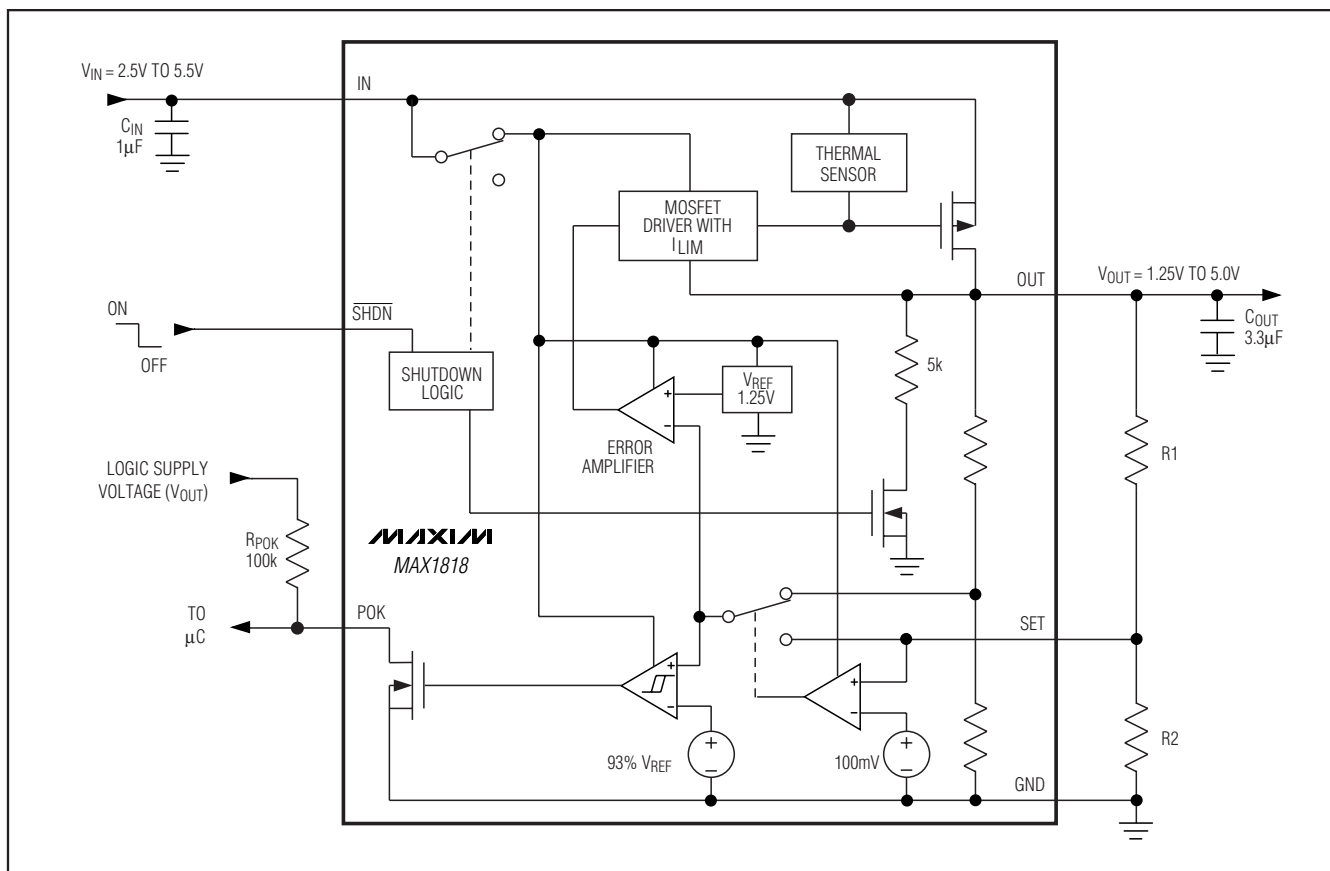 V_IN = 2.5V TO 5.5V
C_IN
1µF
IN
THERMAL
SENSOR
MOSFET
DRIVER WITH
I_LIM
OUT
V_OUT = 1.25V TO 5.0V
C_OUT
3.3µF
ON
OFF
S̅H̅D̅N̅
SHUTDOWN
LOGIC
5k
+
−
V_REF
1.25V
ERROR
AMPLIFIER
R1
LOGIC SUPPLY
VOLTAGE (V_OUT)
R_POK
100k
MAXIM
MAX1818
TO
µC
POK
SET
+
−
+
−
+
−
93% V_REF
+
−
100mV
R2
GND